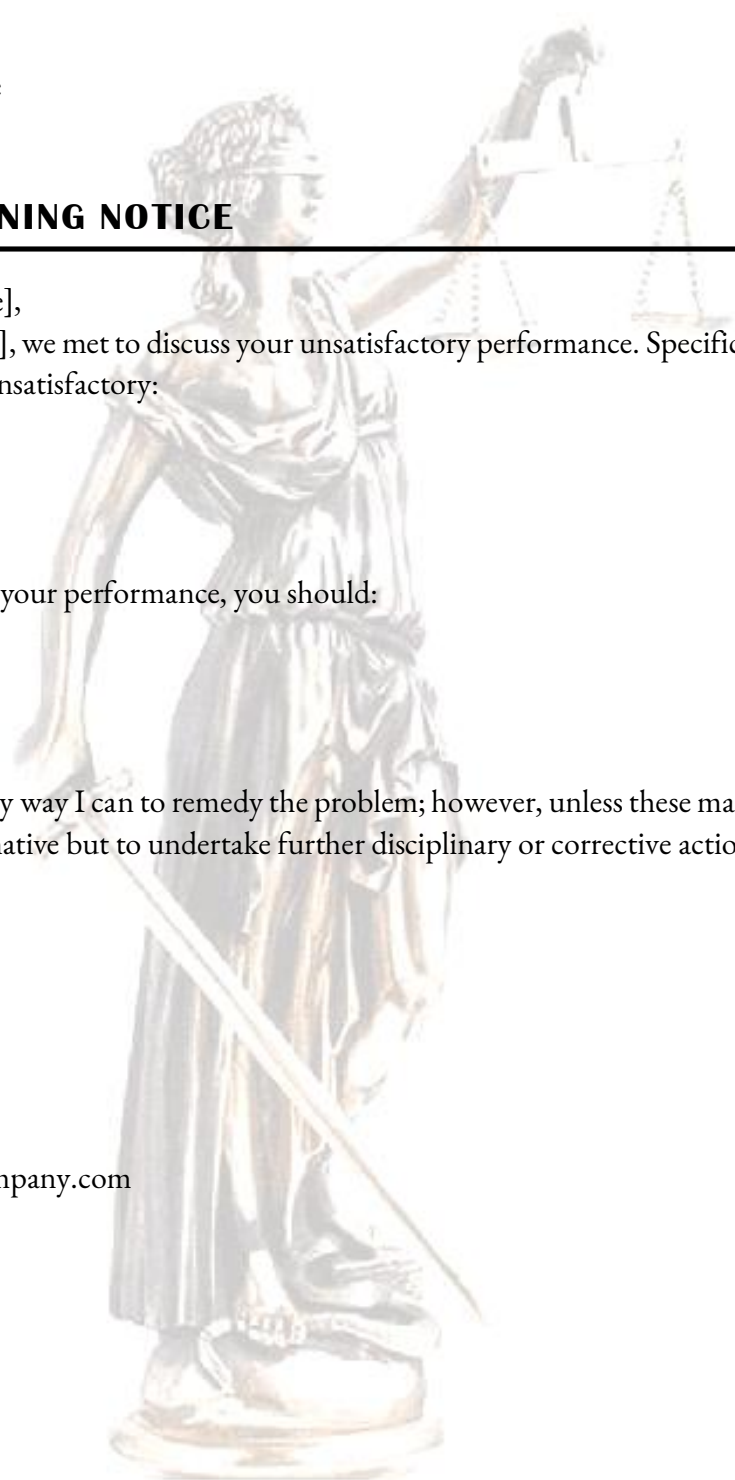 :
NING NOTICE
e],
], we met to discuss your unsatisfactory performance. Specific
nsatisfactory:
your performance, you should:
y way I can to remedy the problem; however, unless these ma
native but to undertake further disciplinary or corrective actio
mpany.com